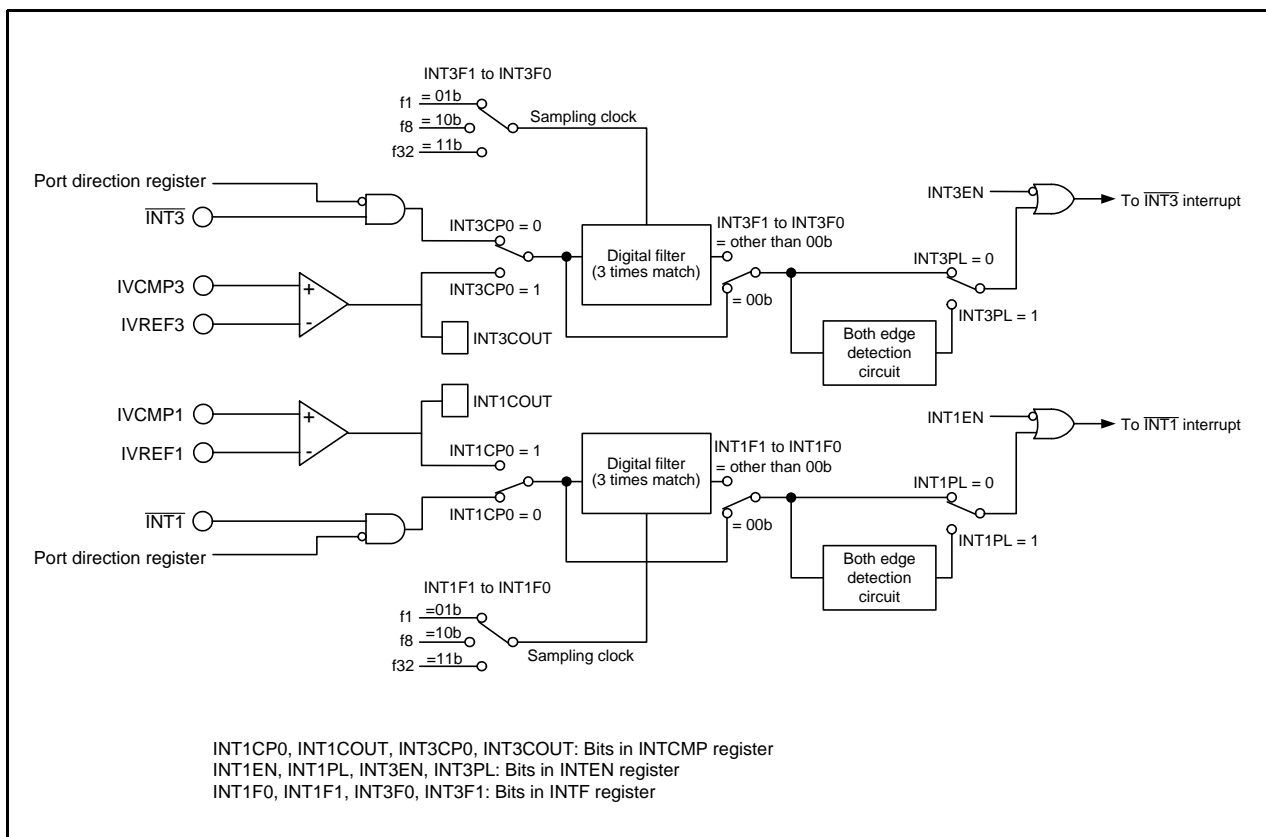 INT3F1 to INT3F0
f1 = 01b
f8 = 10b
f32 = 11b
Sampling clock
Port direction register
INT3
INT3CP0 = 0
IVCMP3
+
IVREF3
-
INT3CP0 = 1
INT3COUT
Digital filter
(3 times match)
INT3F1 to INT3F0
= other than 00b
= 00b
INT3EN
To INT3 interrupt
INT3PL = 0
INT3PL = 1
Both edge
detection
circuit
IVCMP1
+
IVREF1
-
INT1COUT
INT1CP0 = 1
INT1
INT1CP0 = 0
Port direction register
Digital filter
(3 times match)
INT1F1 to INT1F0
= other than 00b
= 00b
INT1EN
To INT1 interrupt
INT1PL = 0
INT1PL = 1
Both edge
detection
circuit
INT1F1 to INT1F0
f1 =01b
f8 =10b
f32 =11b
Sampling clock
INT1CP0, INT1COUT, INT3CP0, INT3COUT: Bits in INTCMP register
INT1EN, INT1PL, INT3EN, INT3PL: Bits in INTEN register
INT1F0, INT1F1, INT3F0, INT3F1: Bits in INTF register